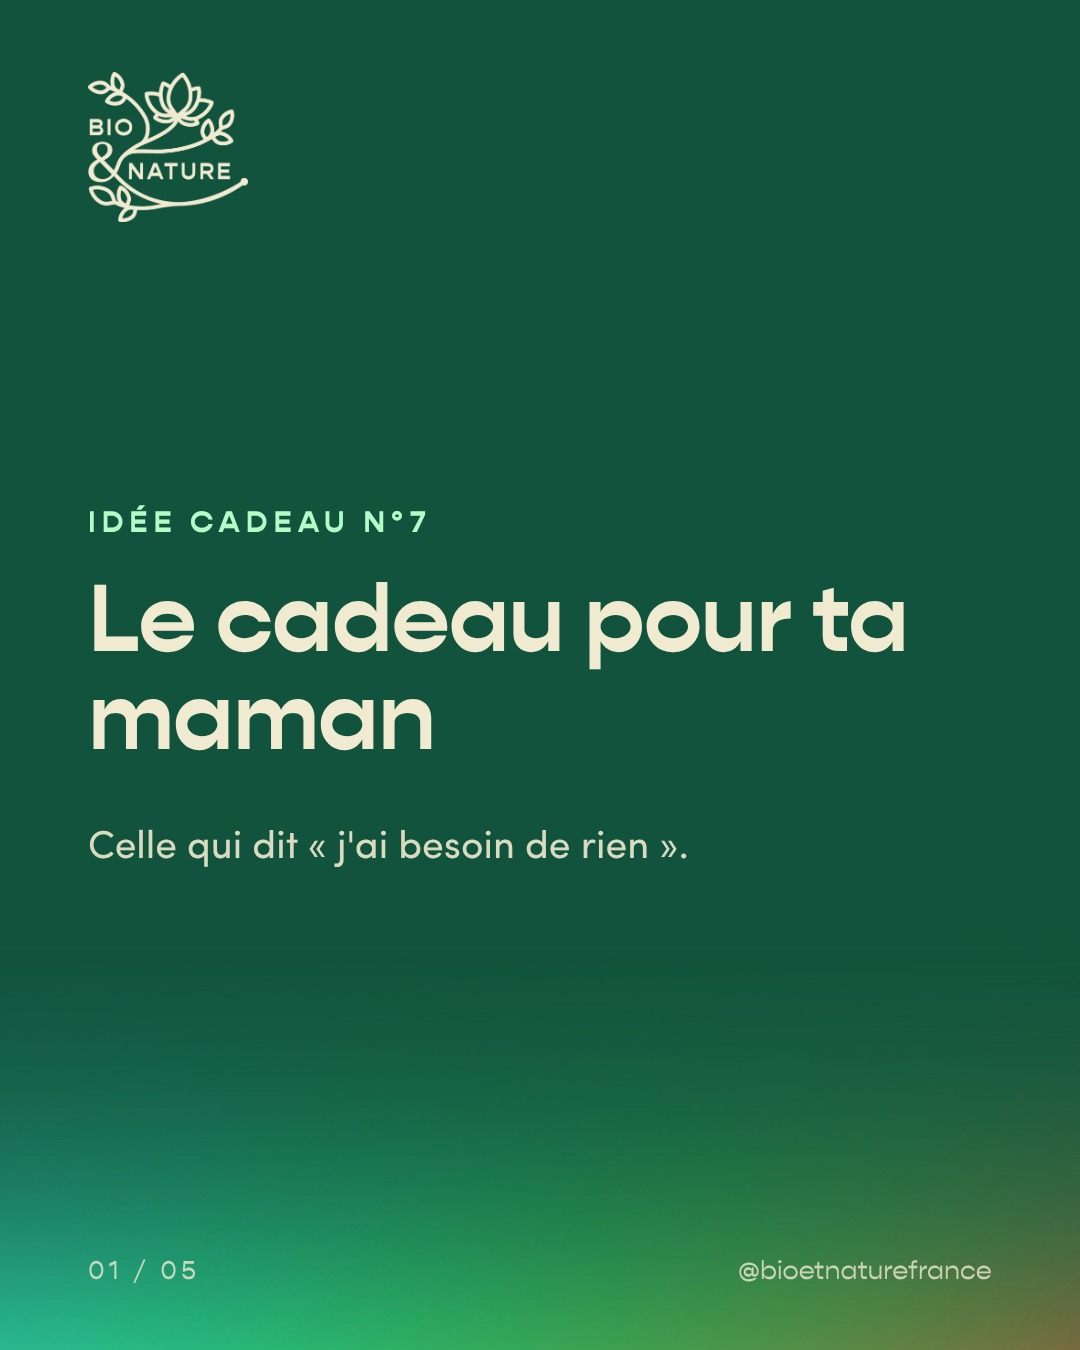 BIO
& NATURE
IDÉE CADEAU N°7
Le cadeau pour ta
maman
Celle qui dit « j'ai besoin de rien ».
01 / 05
@bioetnaturefrance